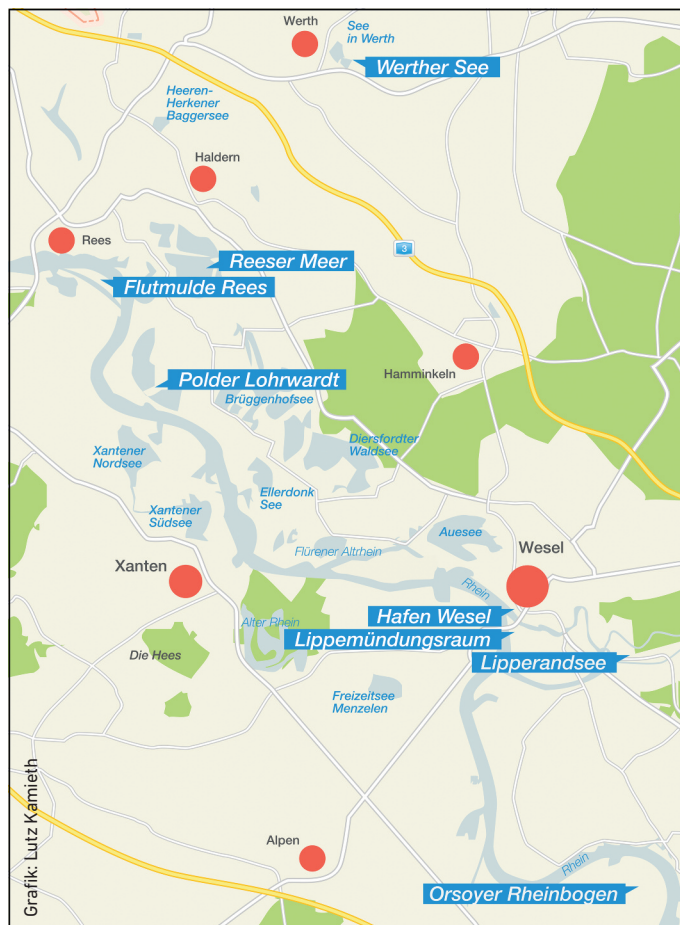 Werth
See
in Werth
Werther See
Heeren-
Herkener
Baggersee
Haldern
Rees
3
Reeser Meer
Flutmulde Rees
Hamminkeln
Polder Lohrwardt
Brüggenhofsee
Diersfordter
Waldsee
Xantener
Nordsee
Ellerdonk
See
Xantener
Südsee
Auesee
Flürener Altrhein
Wesel
Xanten
Rhein
Hafen Wesel
Alter Rhein
Lippemündungsraum
Die Hees
Lipperandsee
Freizeitsee
Menzelen
Alpen
Rhein
Orsoyer Rheinbogen
Grafik: Lutz Kamieth